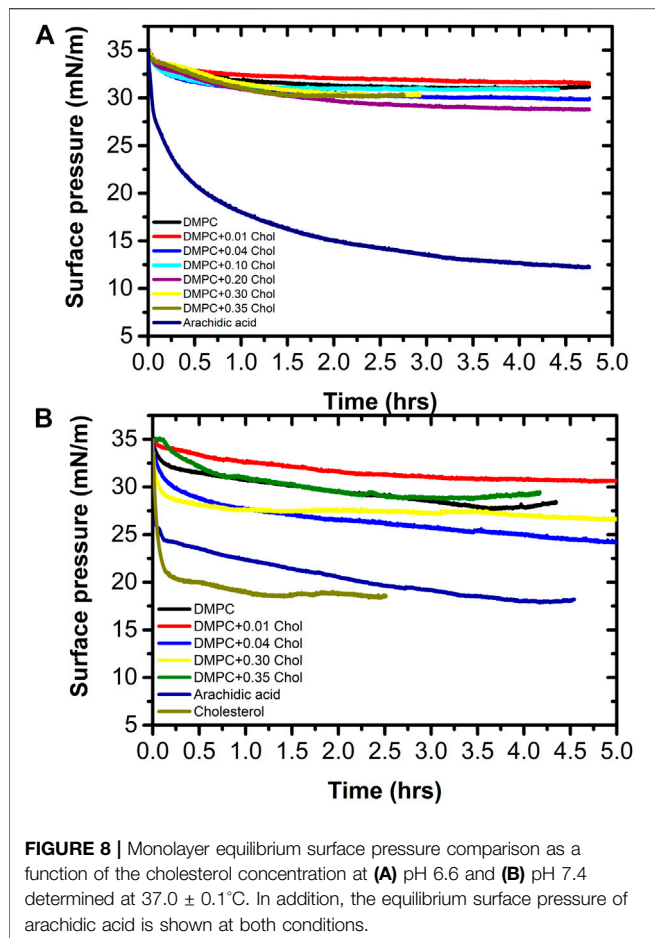 A
Surface pressure (mN/m)
35
30
25
20
15
10
5
DMPC
DMPC+0.01 Chol
DMPC+0.04 Chol
DMPC+0.10 Chol
DMPC+0.20 Chol
DMPC+0.30 Chol
DMPC+0.35 Chol
Arachidic acid
0.0 0.5 1.0 1.5 2.0 2.5 3.0 3.5 4.0 4.5 5.0
Time (hrs)
B
Surface pressure (mN/m)
35
30
25
20
15
10
5
DMPC
DMPC+0.01 Chol
DMPC+0.04 Chol
DMPC+0.30 Chol
DMPC+0.35 Chol
Arachidic acid
Cholesterol
0.0 0.5 1.0 1.5 2.0 2.5 3.0 3.5 4.0 4.5 5.0
Time (hrs)
FIGURE 8 | Monolayer equilibrium surface pressure comparison as a
function of the cholesterol concentration at (A) pH 6.6 and (B) pH 7.4
determined at 37.0 ± 0.1°C. In addition, the equilibrium surface pressure of
arachidic acid is shown at both conditions.